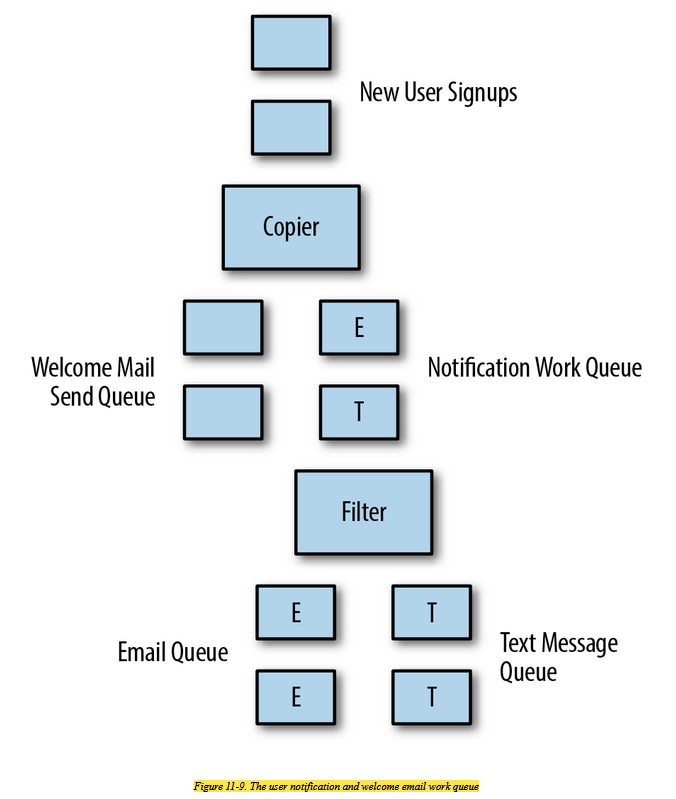 New User Signups
Copier
E
Welcome Mail
Send Queue
Notification Work Queue
T
Filter
E
T
Email Queue
Text Message
Queue
E
T
Figure 11-9. The user notification and welcome email work queue